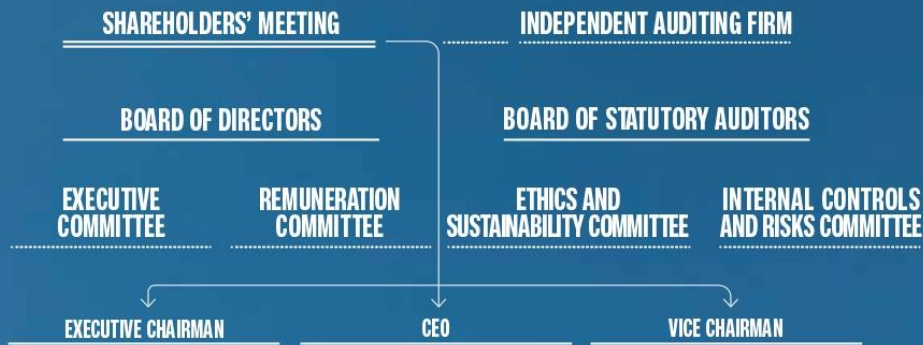 SHAREHOLDERS' MEETING
INDEPENDENT AUDITING FIRM
BOARD OF DIRECTORS
BOARD OF STATUTORY AUDITORS
EXECUTIVE
COMMITTEE
REMUNERATION
COMMITTEE
ETHICS AND
SUSTAINABILITY COMMITTEE
INTERNAL CONTROLS
AND RISKS COMMITTEE
EXECUTIVE CHAIRMAN
CEO
VICE CHAIRMAN